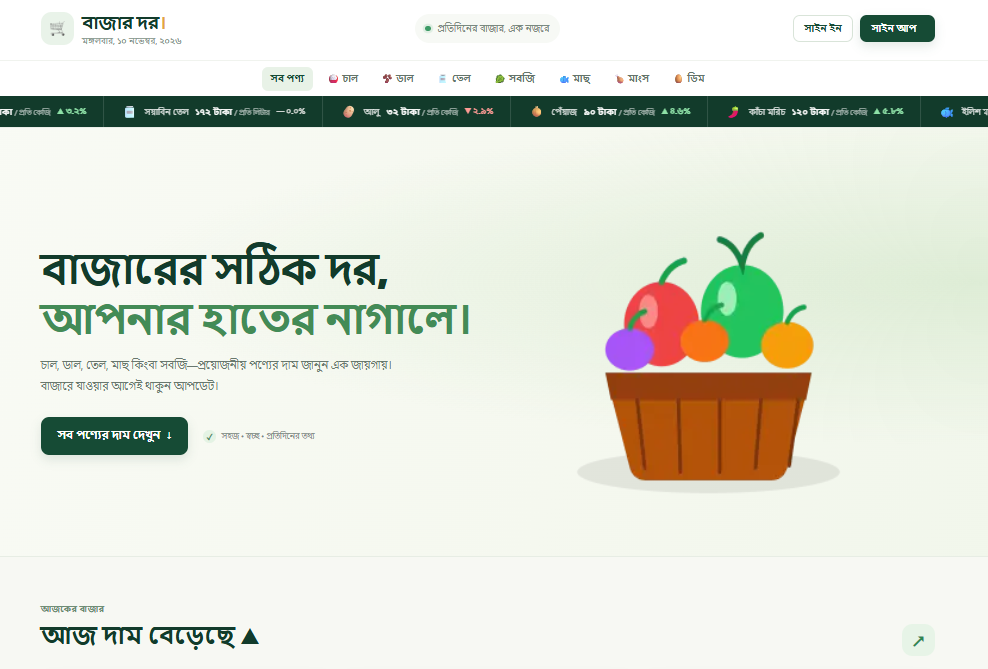 বাজার দর।
মঙ্গলবার, ১০ নভেম্বর, ২০২৬
প্রতিদিনের বাজার, এক নজরে
সাইন ইন
সাইন আপ
সব পণ্য
চাল
ডাল
তেল
সবজি
মাছ
মাংস
ডিম
/ প্রতি কেজি ▲ ৩.২%
সয়াবিন তেল ১৭২ টাকা / প্রতি লিটার — ০.০%
আলু ৩২ টাকা / প্রতি কেজি ▼ ২.৯%
পেঁয়াজ ৯০ টাকা / প্রতি কেজি ▲ ৪.৬%
কাঁচা মরিচ ১২০ টাকা / প্রতি কেজি ▲ ৫.৮%
ইলিশ
বাজারের সঠিক দর,
আপনার হাতের নাগালে।
চাল, ডাল, তেল, মাছ কিংবা সবজি—প্রয়োজনীয় পণ্যের দাম জানুন এক জায়গায়।
বাজারে যাওয়ার আগেই থাকুন আপডেট।
সব পণ্যের দাম দেখুন ↓
✓ সহজ • স্বচ্ছ • প্রতিদিনের তথ্য
আজকের বাজার
আজ দাম বেড়েছে ▲
↗